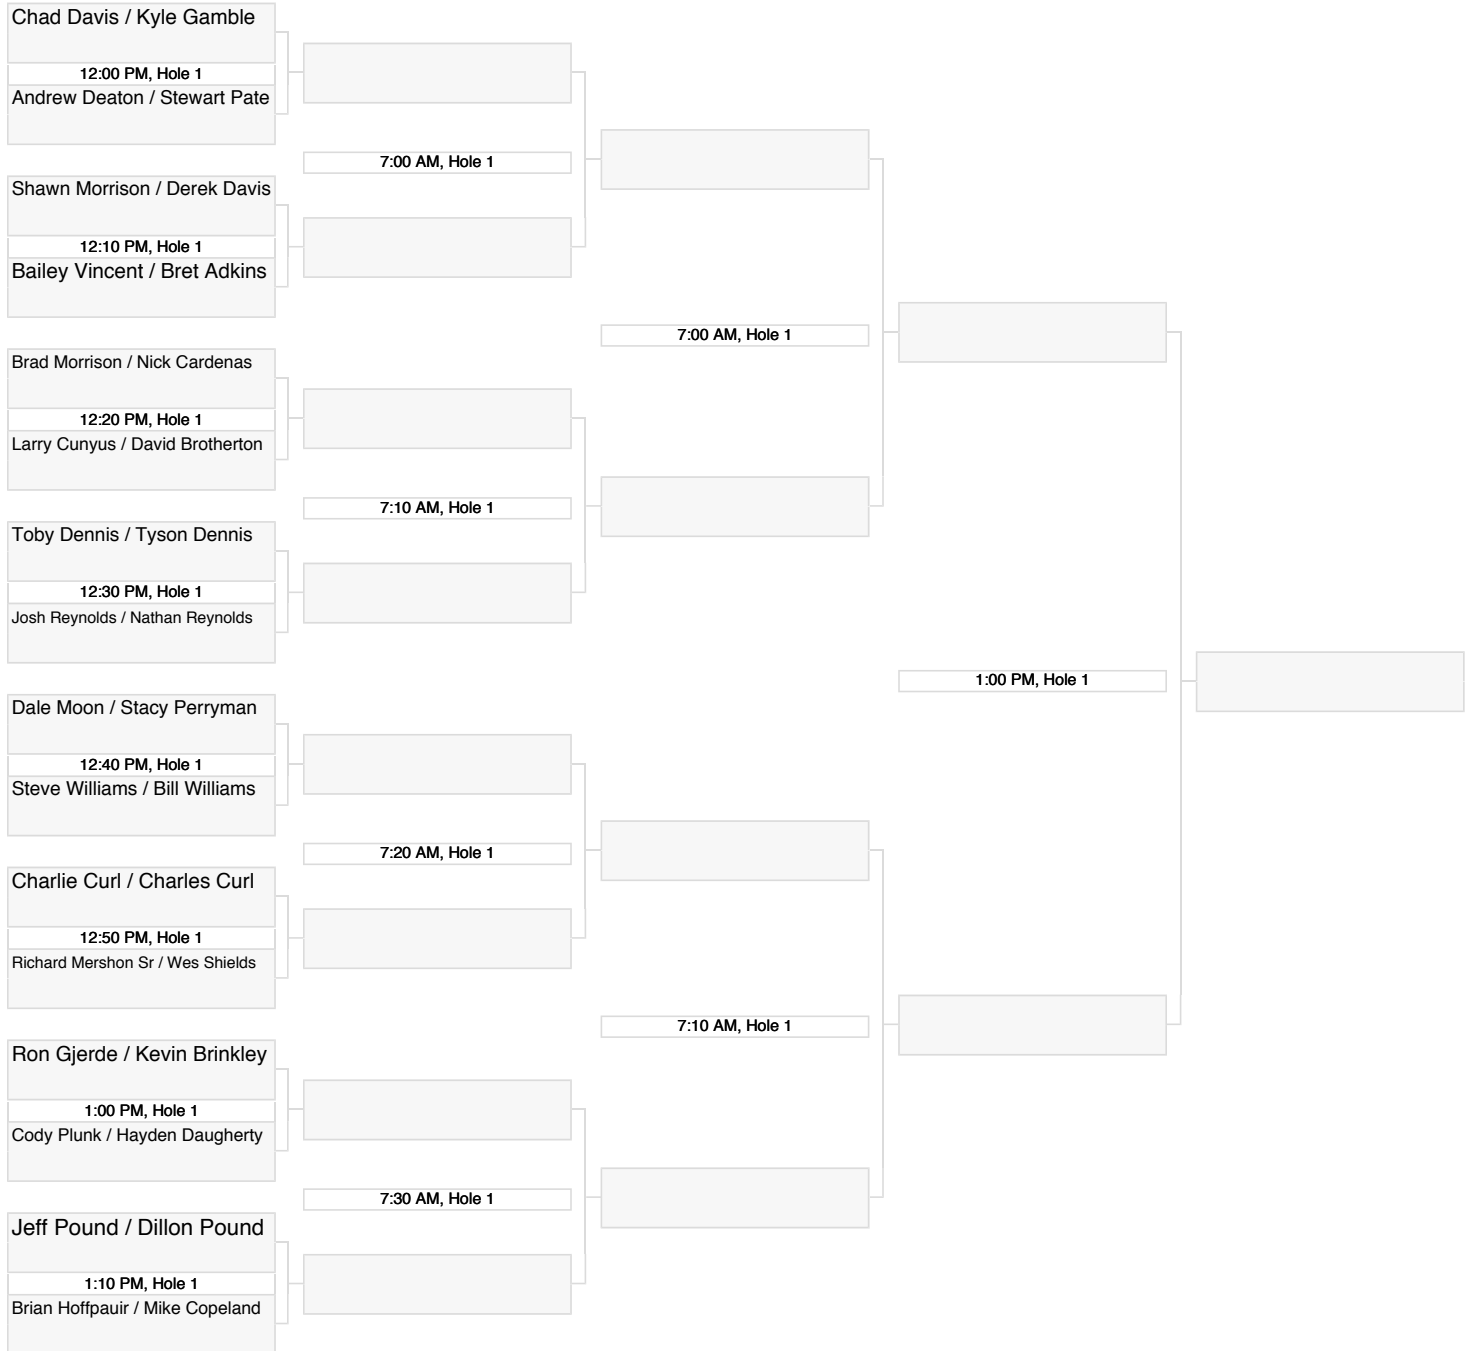 Chad Davis / Kyle Gamble
12:00 PM, Hole 1
Andrew Deaton / Stewart Pate
7:00 AM, Hole 1
Shawn Morrison / Derek Davis
12:10 PM, Hole 1
Bailey Vincent / Bret Adkins
7:00 AM, Hole 1
Brad Morrison / Nick Cardenas
12:20 PM, Hole 1
Larry Cunyus / David Brotherton
7:10 AM, Hole 1
Toby Dennis / Tyson Dennis
12:30 PM, Hole 1
Josh Reynolds / Nathan Reynolds
1:00 PM, Hole 1
Dale Moon / Stacy Perryman
12:40 PM, Hole 1
Steve Williams / Bill Williams
7:20 AM, Hole 1
Charlie Curl / Charles Curl
12:50 PM, Hole 1
Richard Mershon Sr / Wes Shields
7:10 AM, Hole 1
Ron Gjerde / Kevin Brinkley
1:00 PM, Hole 1
Cody Plunk / Hayden Daugherty
7:30 AM, Hole 1
Jeff Pound / Dillon Pound
1:10 PM, Hole 1
Brian Hoffpauir / Mike Copeland